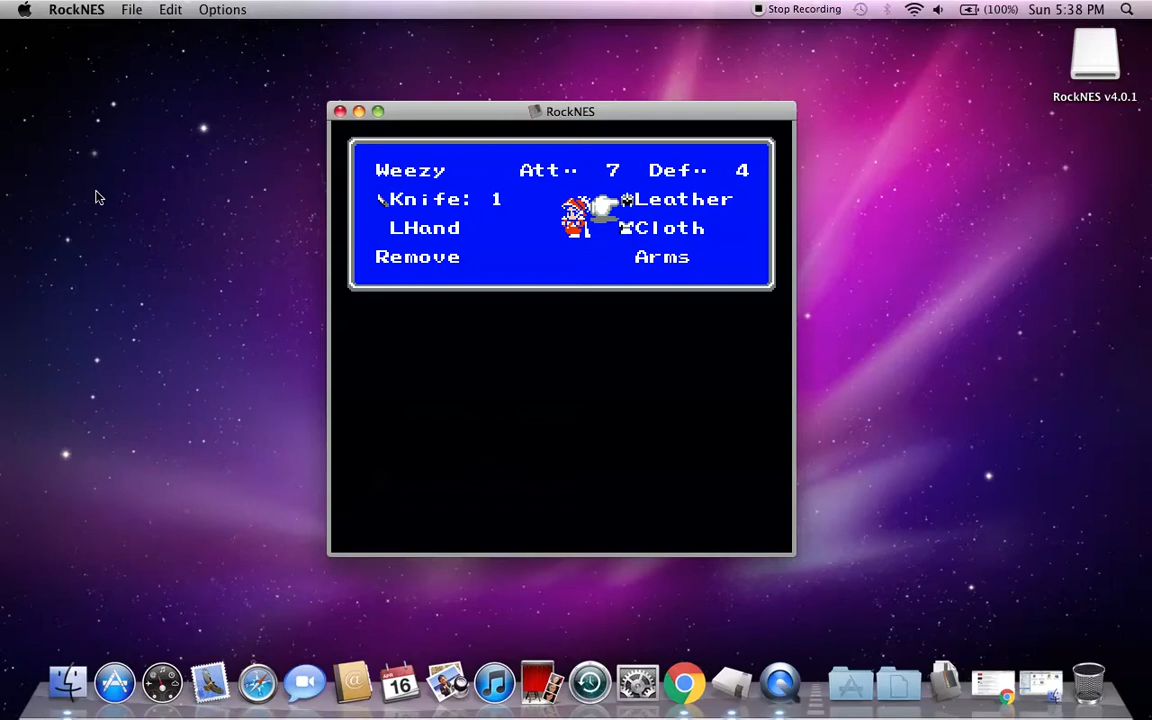 RockNES File Edit Options Stop Recording (100%) Sun 5:38 PM
RockNES v4.0.1
RockNES
Weezy Att·· 7 Def·· 4
Knife: 1 Leather
LHand Cloth
Remove Arms
16